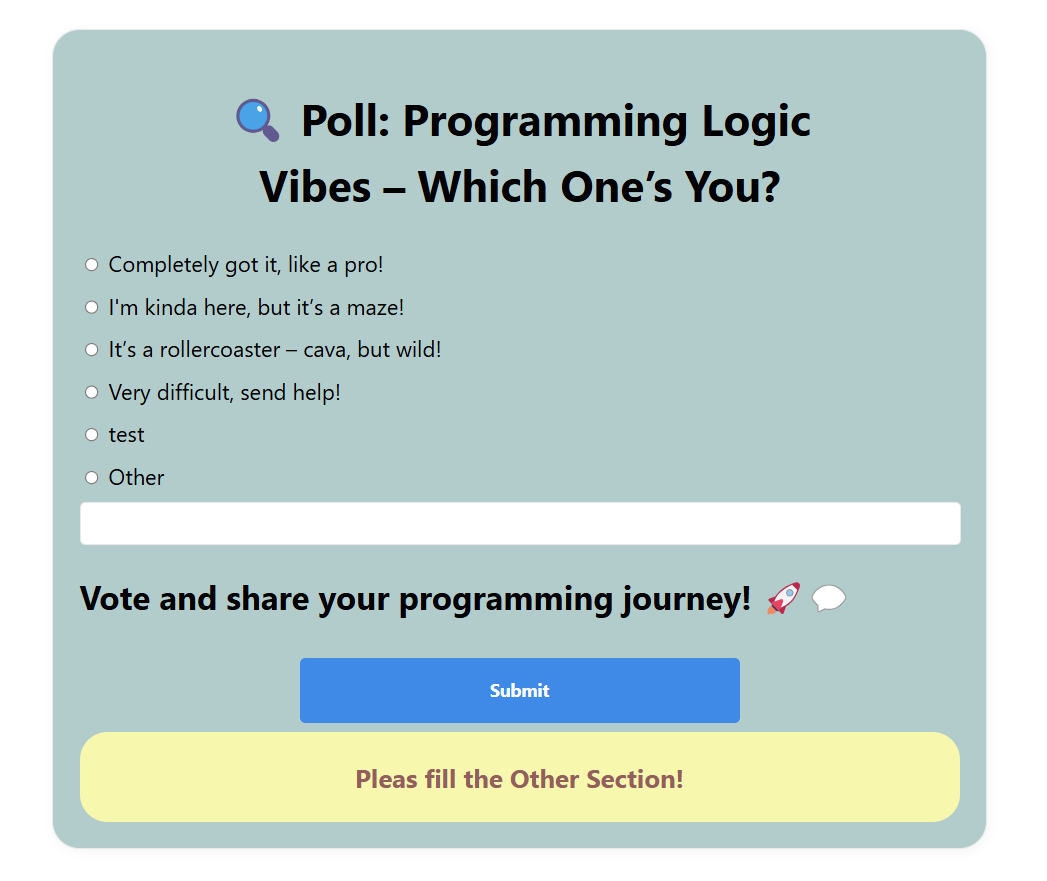 🔍 Poll: Programming Logic
Vibes – Which One’s You?
Completely got it, like a pro!
I'm kinda here, but it’s a maze!
It’s a rollercoaster – cava, but wild!
Very difficult, send help!
test
Other
Vote and share your programming journey! 🚀💬
Submit
Pleas fill the Other Section!